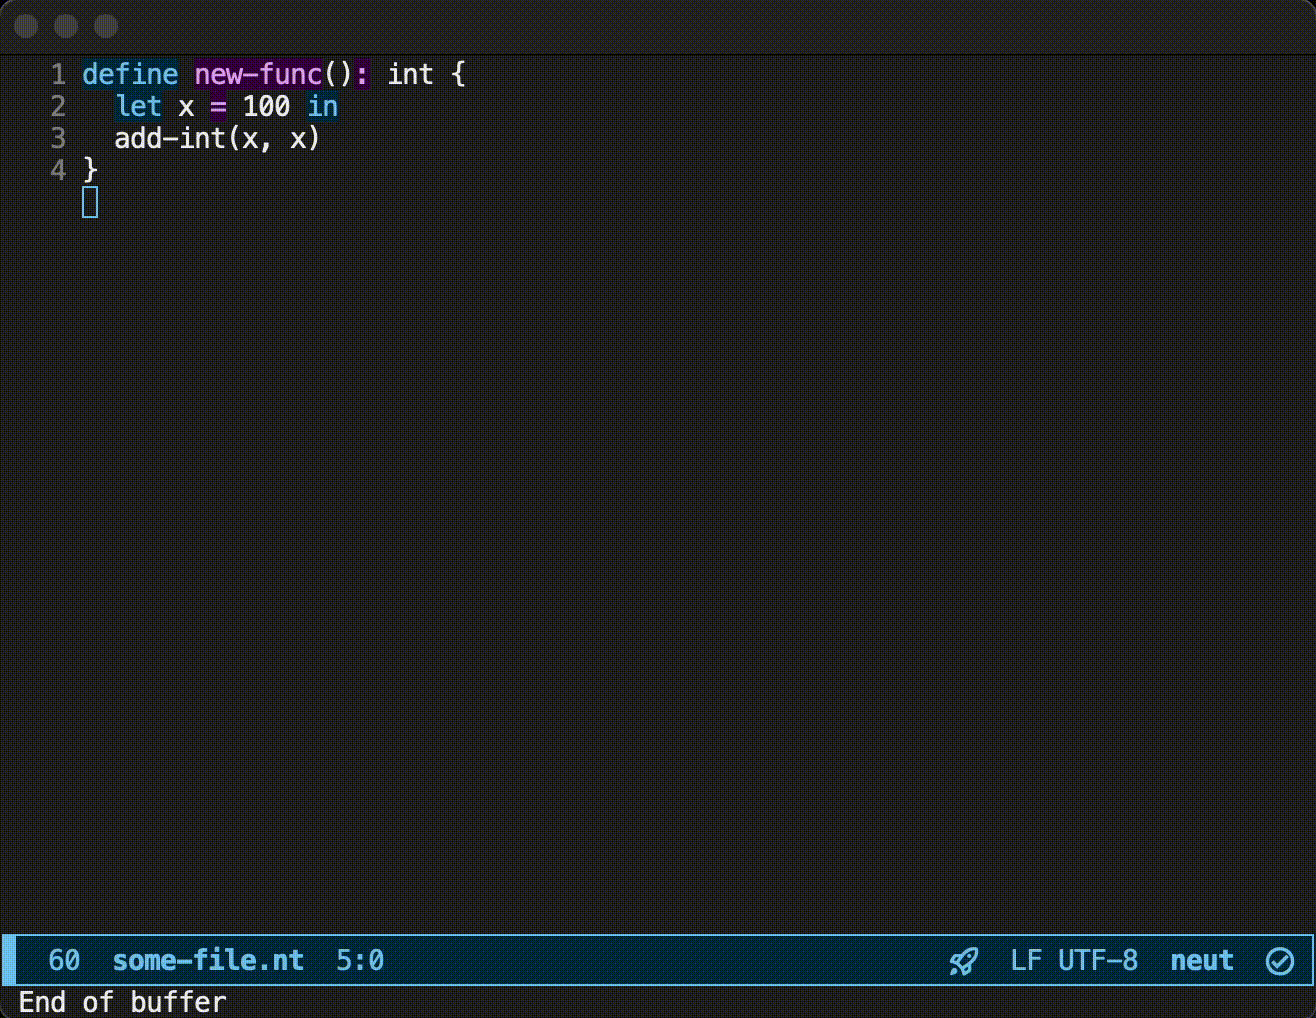 1 define new-func(): int {
2   let x = 100 in
3   add-int(x, x)
4 }
60 some-file.nt 5:0 LF UTF-8 neut
End of buffer